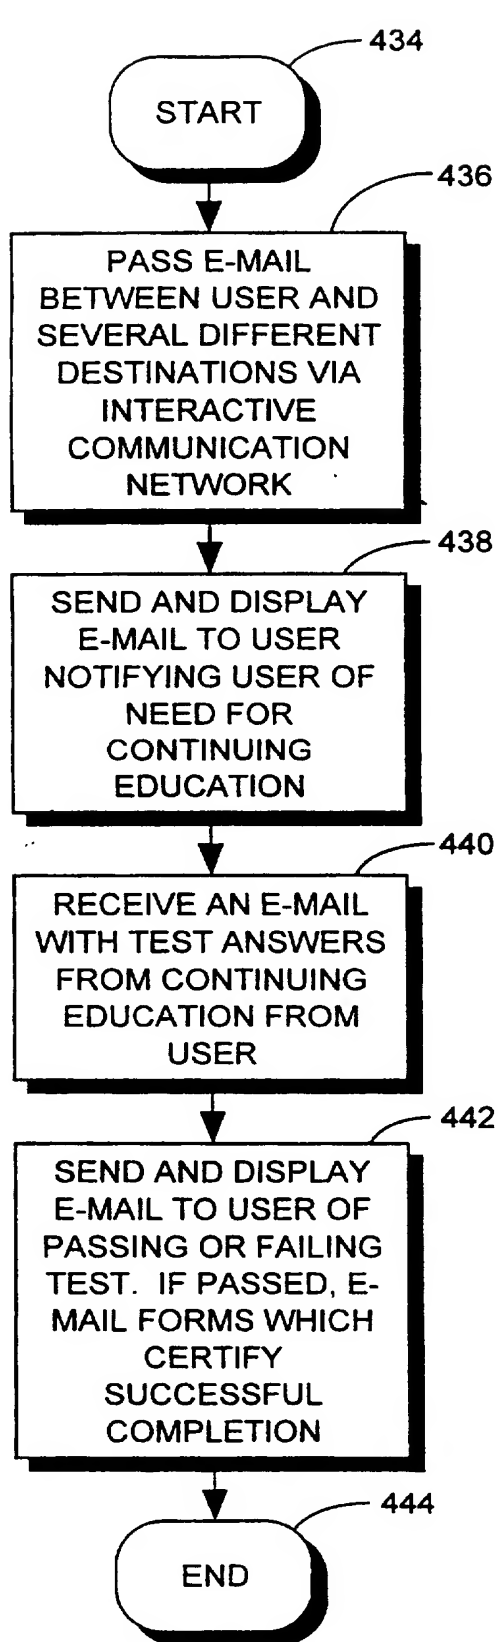 434
START
436
PASS E-MAIL
BETWEEN USER AND
SEVERAL DIFFERENT
DESTINATIONS VIA
INTERACTIVE
COMMUNICATION
NETWORK
438
SEND AND DISPLAY
E-MAIL TO USER
NOTIFYING USER OF
NEED FOR
CONTINUING
EDUCATION
440
RECEIVE AN E-MAIL
WITH TEST ANSWERS
FROM CONTINUING
EDUCATION FROM
USER
442
SEND AND DISPLAY
E-MAIL TO USER OF
PASSING OR FAILING
TEST. IF PASSED, E-
MAIL FORMS WHICH
CERTIFY
SUCCESSFUL
COMPLETION
444
END